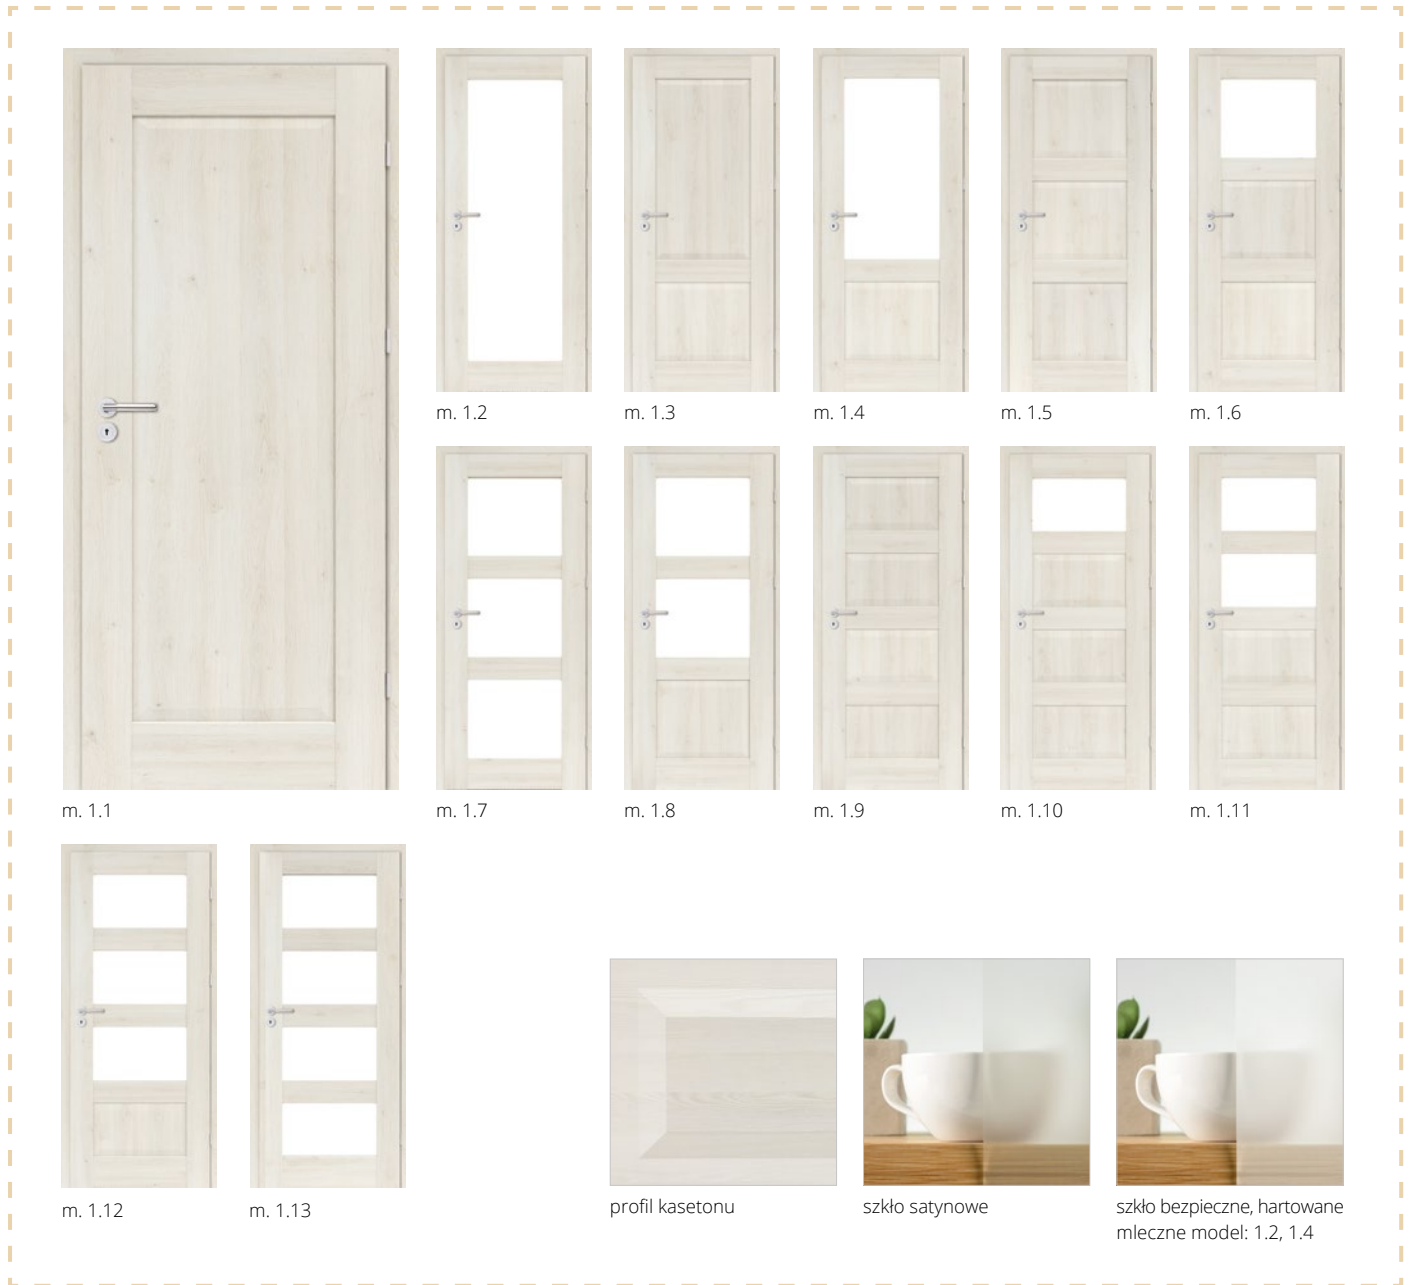 m. 1.2
m. 1.3
m. 1.4
m. 1.5
m. 1.6
m. 1.1
m. 1.7
m. 1.8
m. 1.9
m. 1.10
m. 1.11
m. 1.12
m. 1.13
profil kasetonu
szkło satynowe
szkło bezpieczne, hartowane
mleczne model: 1.2, 1.4